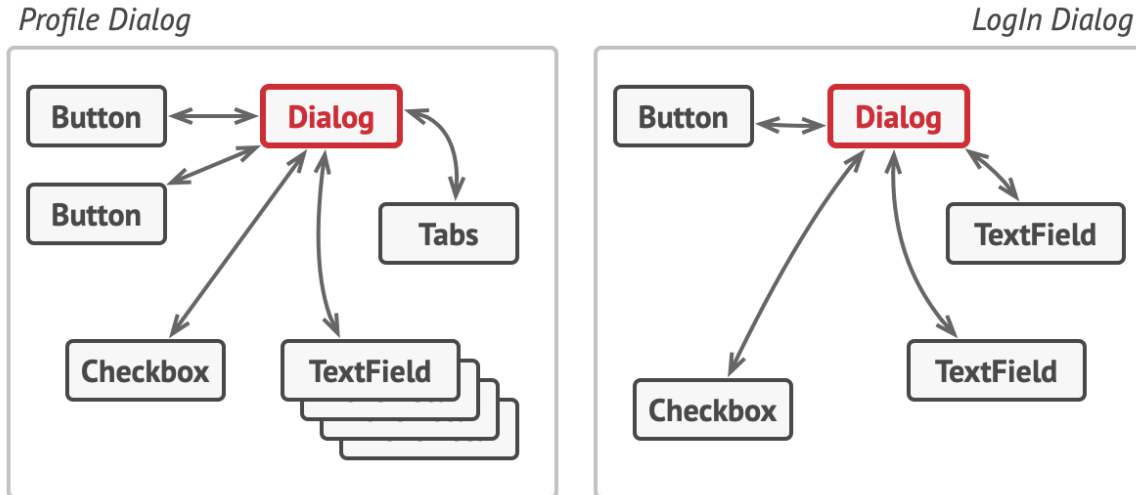 Profile Dialog
Button
Dialog
Button
Tabs
Checkbox
TextField
LogIn Dialog
Button
Dialog
TextField
TextField
Checkbox